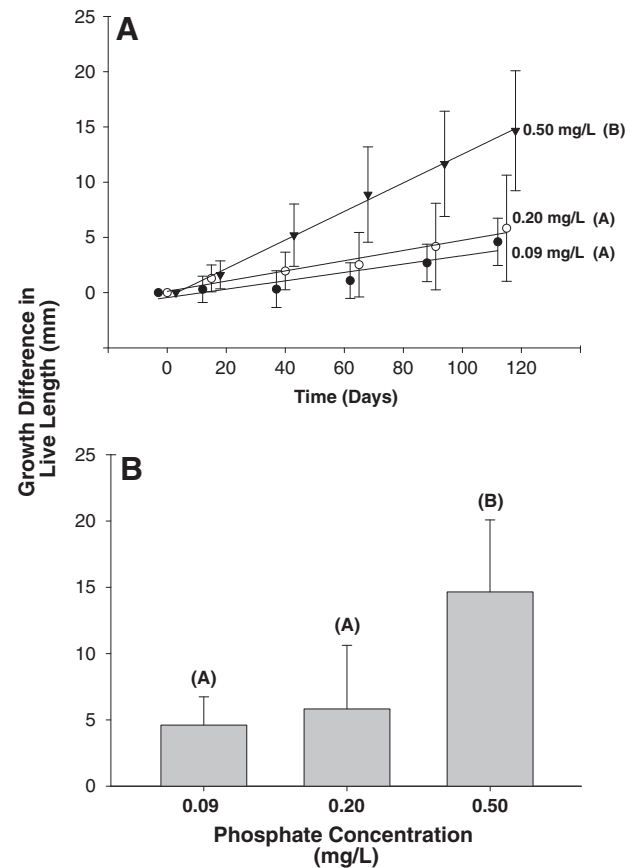 A
25
20
15
10
5
0
0.50 mg/L (B)
0.20 mg/L (A)
0.09 mg/L (A)
0 20 40 60 80 100 120
Time (Days)
Growth Difference in
Live Length (mm)
B
25
20
15
10
5
0
(A)
(A)
(B)
0.09 0.20 0.50
Phosphate Concentration
(mg/L)